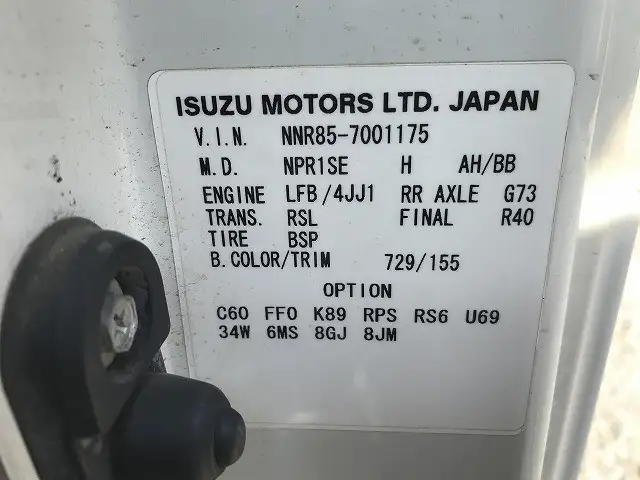 ISUZU MOTORS LTD. JAPAN
V.I.N. NNR85-7001175
M.D. NPR1SE H AH/BB
ENGINE LFB/4JJ1 RR AXLE G73
TRANS. RSL FINAL R40
TIRE BSP
B.COLOR/TRIM 729/155
OPTION
C60 FF0 K89 RPS RS6 U69
34W 6MS 8GJ 8JM